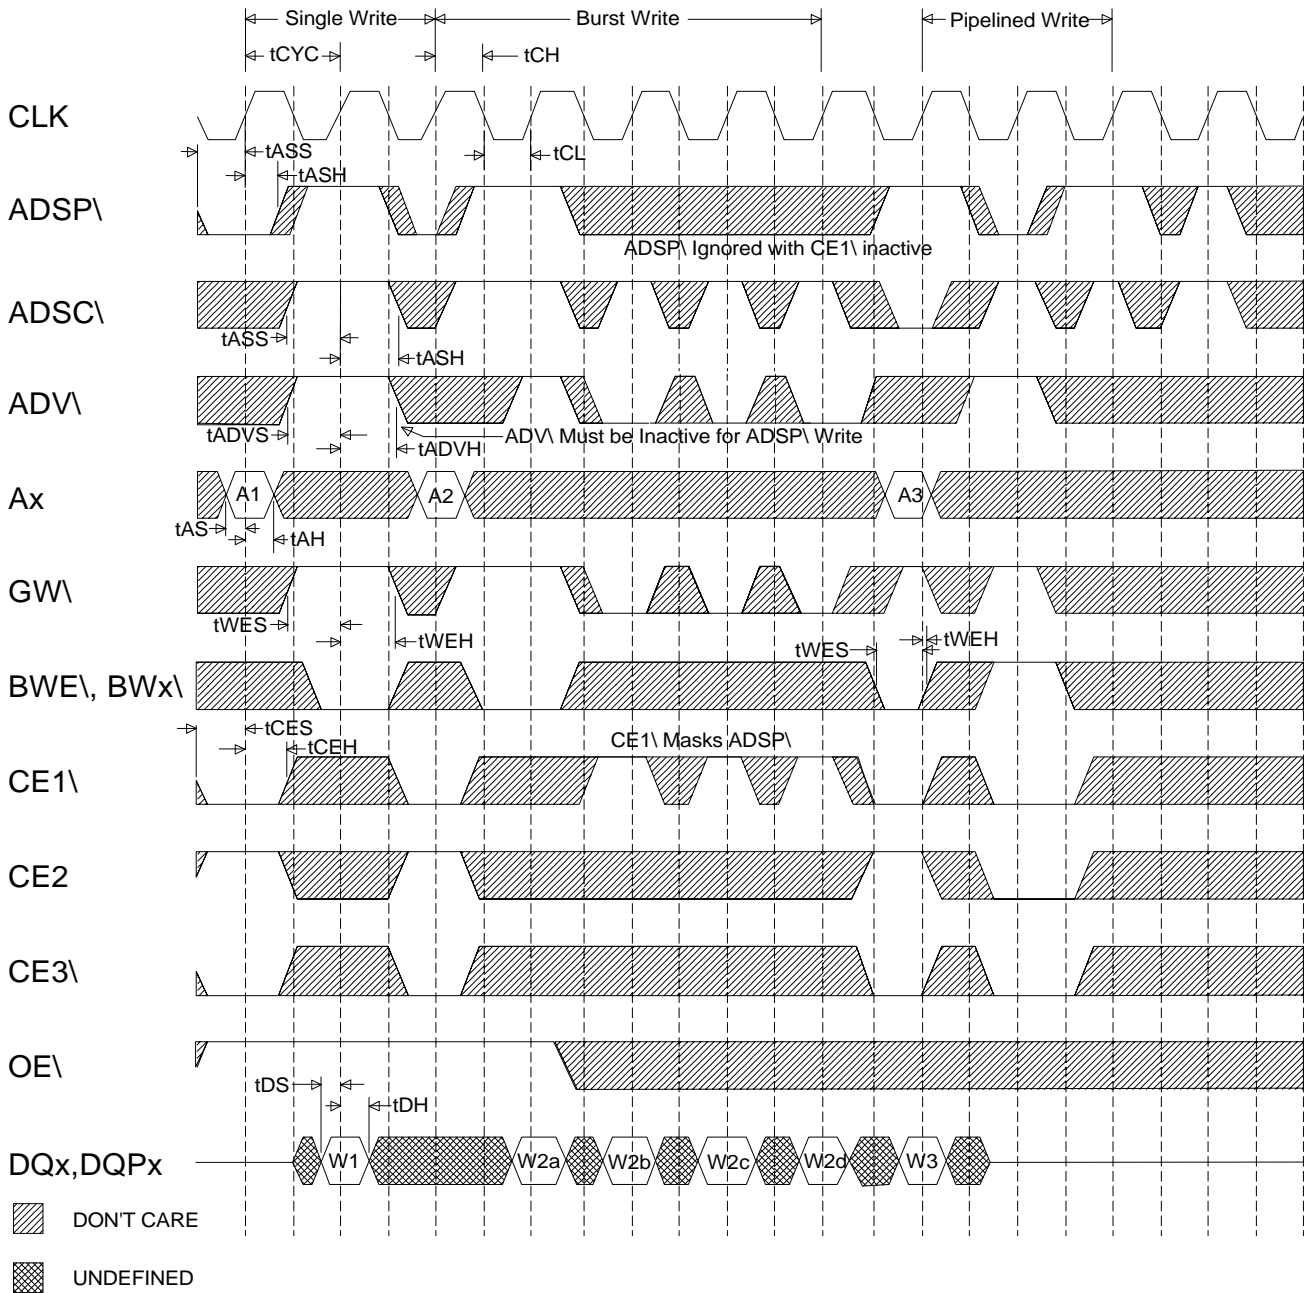 Single Write
Burst Write
Pipelined Write
tCYC
tCH
CLK
tASS
tCL
tASH
ADSP\
ADSP\ Ignored with CE1\ inactive
ADSC\
tASS
tASH
ADV\
tADVS
ADV\ Must be Inactive for ADSP\ Write
tADVH
Ax
A1
A2
A3
tAS
tAH
GW\
tWES
tWEH
tWES
tWEH
BWE\, BWx\
tCES
tCEH
CE1\ Masks ADSP\
CE1\
CE2
CE3\
OE\
tDS
tDH
DQx,DQPx
W1
W2a
W2b
W2c
W2d
W3
DON'T CARE
UNDEFINED